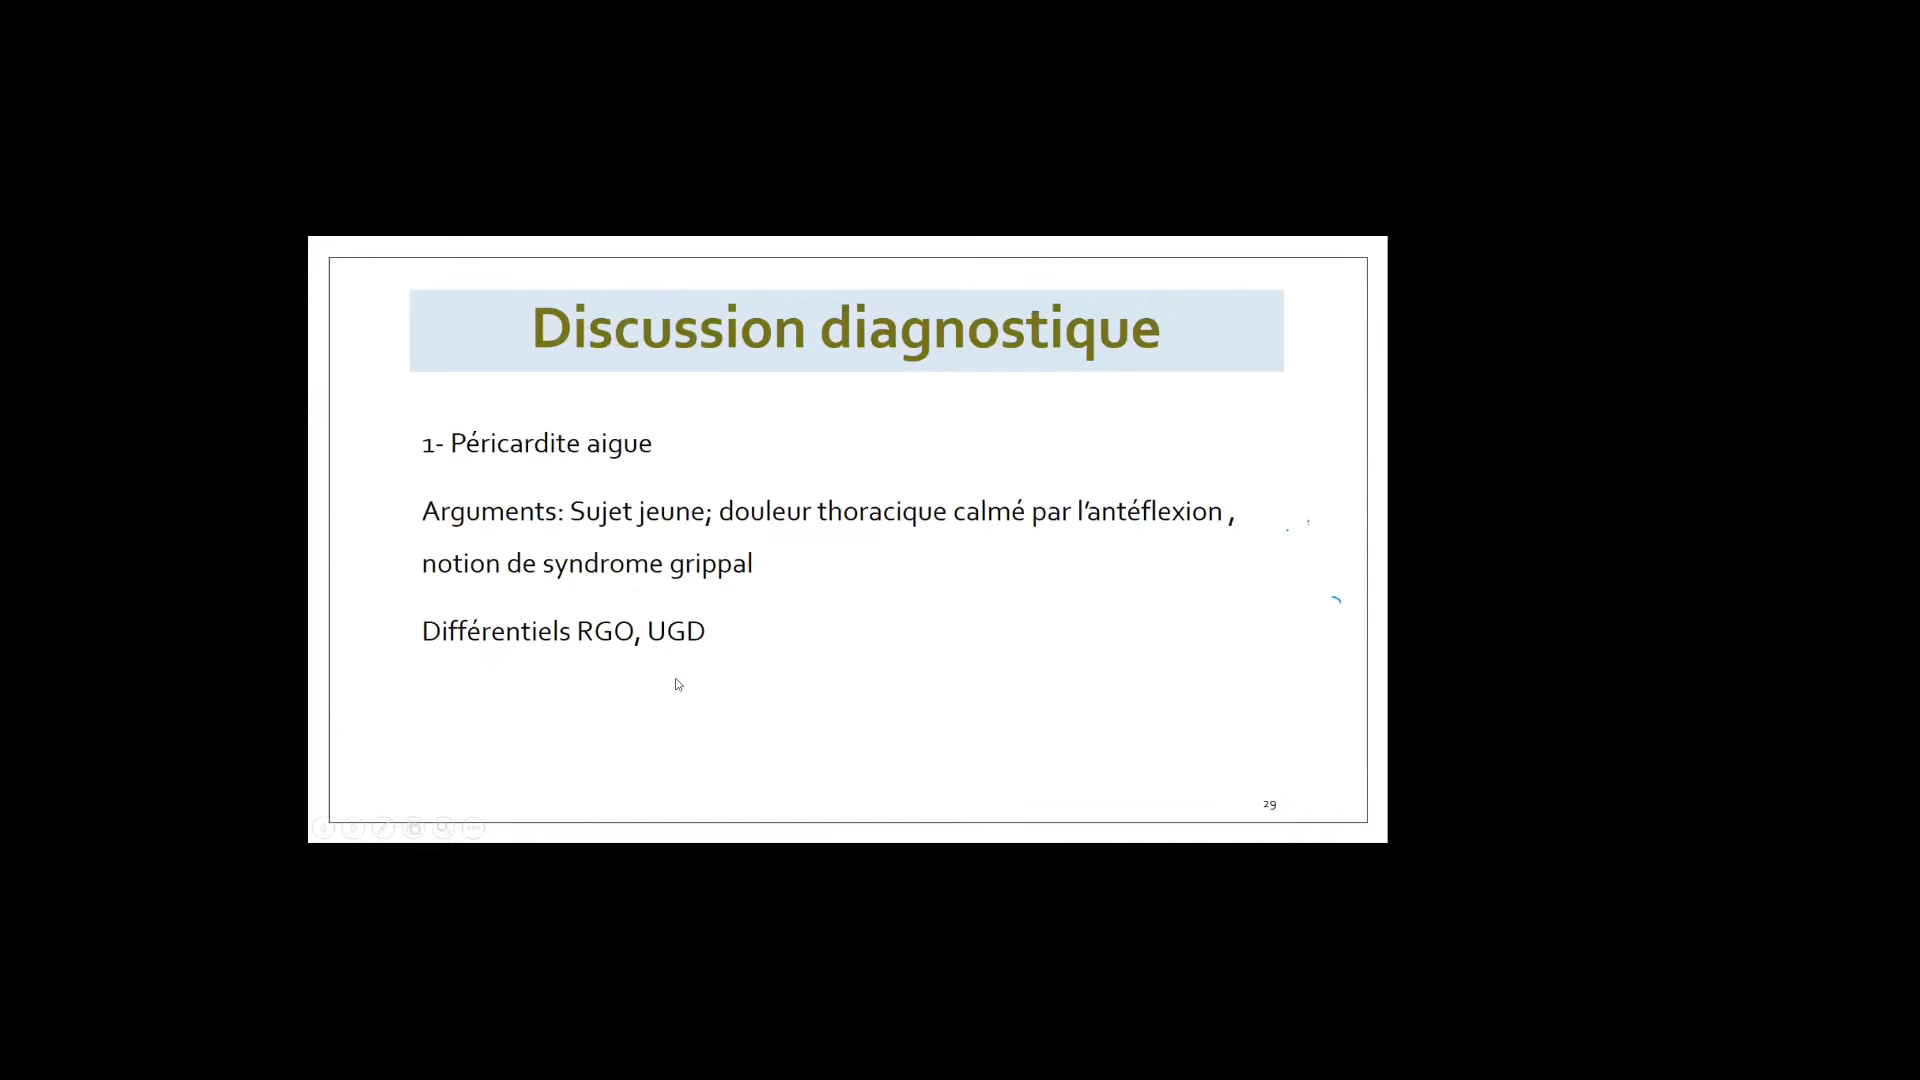 Discussion diagnostique
1- Péricardite aigue
Arguments: Sujet jeune; douleur thoracique calmé par l’antéflexion ,
notion de syndrome grippal
Différentiels RGO, UGD
29